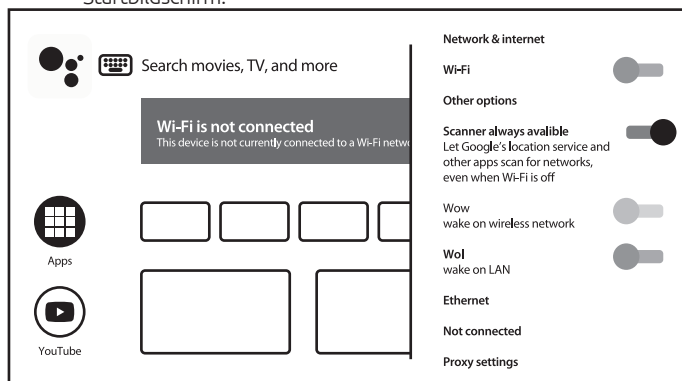 Startbildschirm.
Search movies, TV, and more
Wi-Fi is not connected
This device is not currently connected to a Wi-Fi netwo
Apps
YouTube
Network & internet
Wi-Fi
Other options
Scanner always avalible
Let Google's location service and
other apps scan for networks,
even when Wi-Fi is off
Wow
wake on wireless network
Wol
wake on LAN
Ethernet
Not connected
Proxy settings